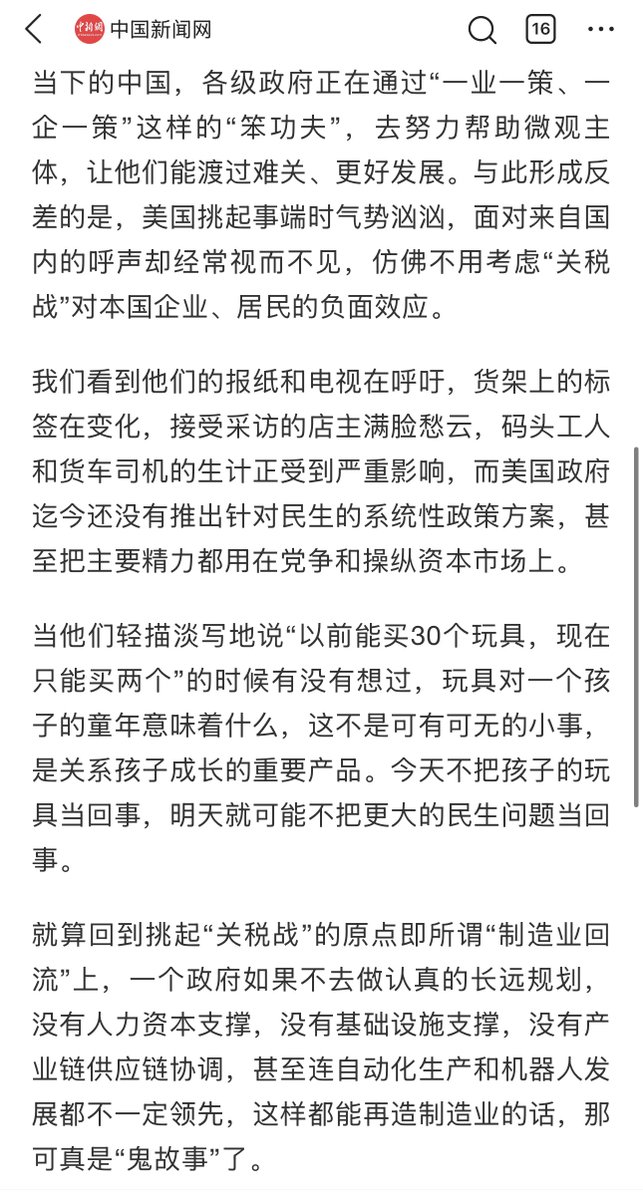 中新网 中国新闻网 16
当下的中国，各级政府正在通过“一业一策、一
企一策”这样的“笨功夫”，去努力帮助微观主
体，让他们能渡过难关、更好发展。与此形成反
差的是，美国挑起事端时气势汹汹，面对来自国
内的呼声却经常视而不见，仿佛不用考虑“关税
战”对本国企业、居民的负面效应。
我们看到他们的报纸和电视在呼吁，货架上的标
签在变化，接受采访的店主满脸愁云，码头工人
和货车司机的生计正受到严重影响，而美国政府
迄今还没有推出针对民生的系统性政策方案，甚
至把主要精力都用在党争和操纵资本市场上。
当他们轻描淡写地说“以前能买30个玩具，现在
只能买两个”的时候有没有想过，玩具对一个孩
子的童年意味着什么，这不是可有可无的小事，
是关系孩子成长的重要产品。今天不把孩子的玩
具当回事，明天就可能不把更大的民生问题当回
事。
就算回到挑起“关税战”的原点即所谓“制造业回
流”上，一个政府如果不去做认真的长远规划，
没有人力资本支撑，没有基础设施支撑，没有产
业链供应链协调，甚至连自动化生产和机器人发
展都不一定领先，这样都能再造制造业的话，那
可真是“鬼故事”了。